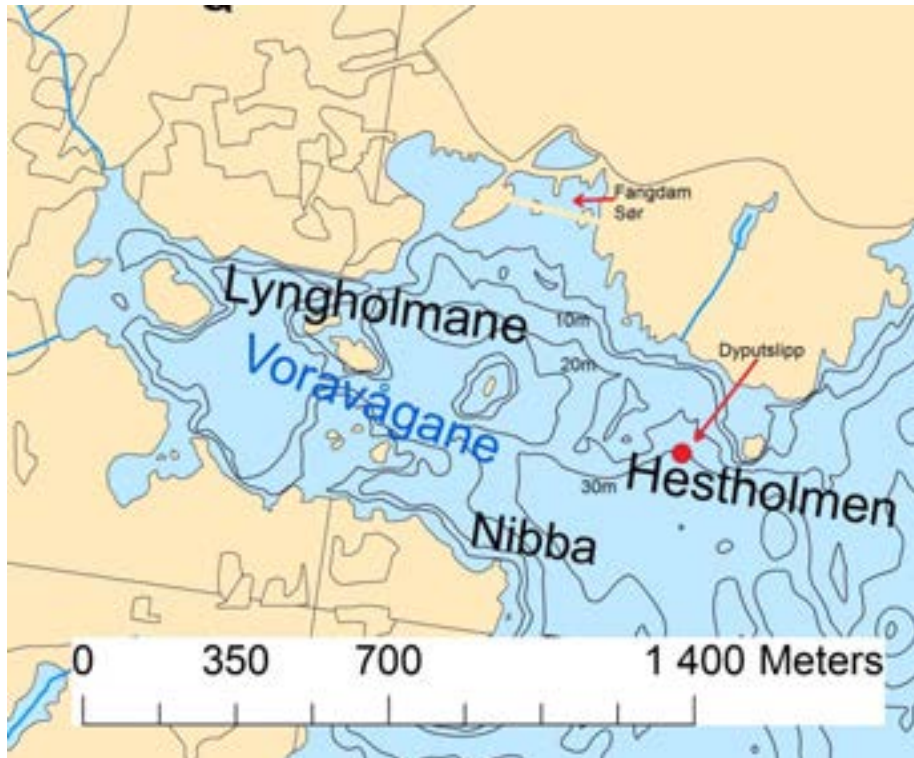 Fangdam
Sør
Lyngholmane
10m
Voravågane
20m
Dyputslipp
30m
Hestholmen
Nibba
0 350 700 1 400 Meters